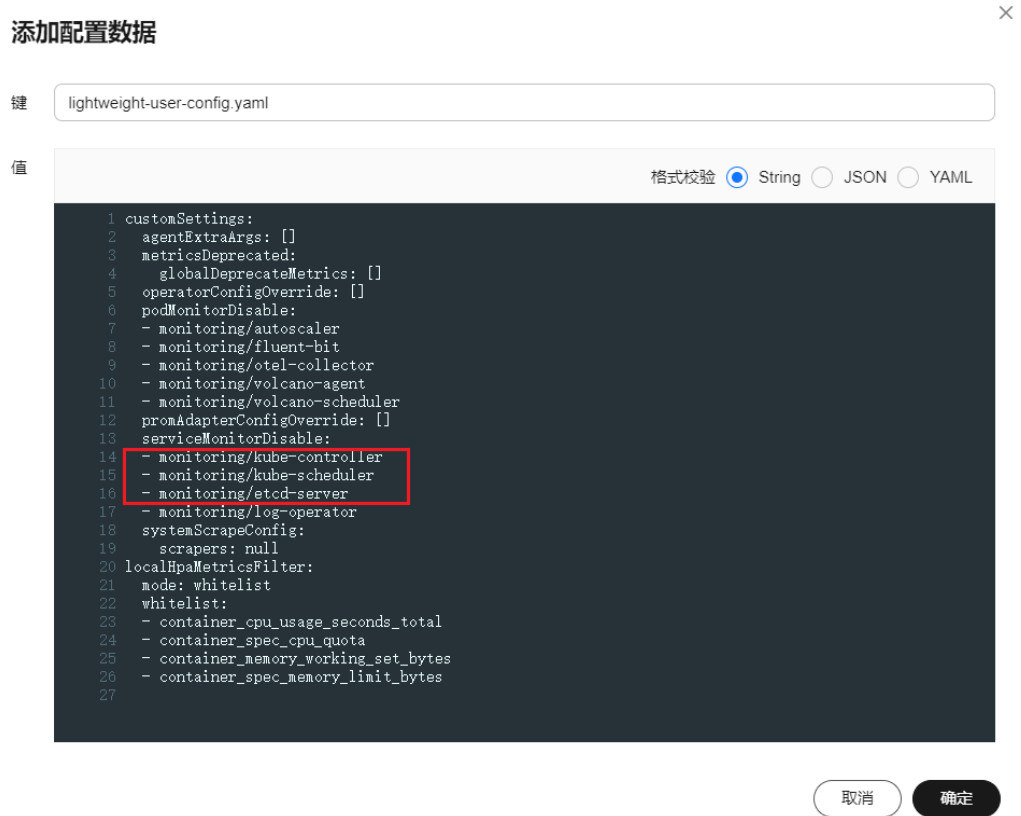 添加配置数据
键 lightweight-user-config.yaml
值
格式校验 String JSON YAML
1 customSettings:
2   agentExtraArgs: []
3   metricsDeprecated:
4     globalDeprecateMetrics: []
5   operatorConfigOverride: []
6   podMonitorDisable:
7   - monitoring/autoscaler
8   - monitoring/fluent-bit
9   - monitoring/otel-collector
10   - monitoring/volcano-agent
11   - monitoring/volcano-scheduler
12   promAdapterConfigOverride: []
13   serviceMonitorDisable:
14   - monitoring/kube-controller
15   - monitoring/kube-scheduler
16   - monitoring/etcd-server
17   - monitoring/log-operator
18   systemScrapeConfig:
19     scrapers: null
20 localHpaMetricsFilter:
21   mode: whitelist
22   whitelist:
23   - container_cpu_usage_seconds_total
24   - container_spec_cpu_quota
25   - container_memory_working_set_bytes
26   - container_spec_memory_limit_bytes
27
取消 确定